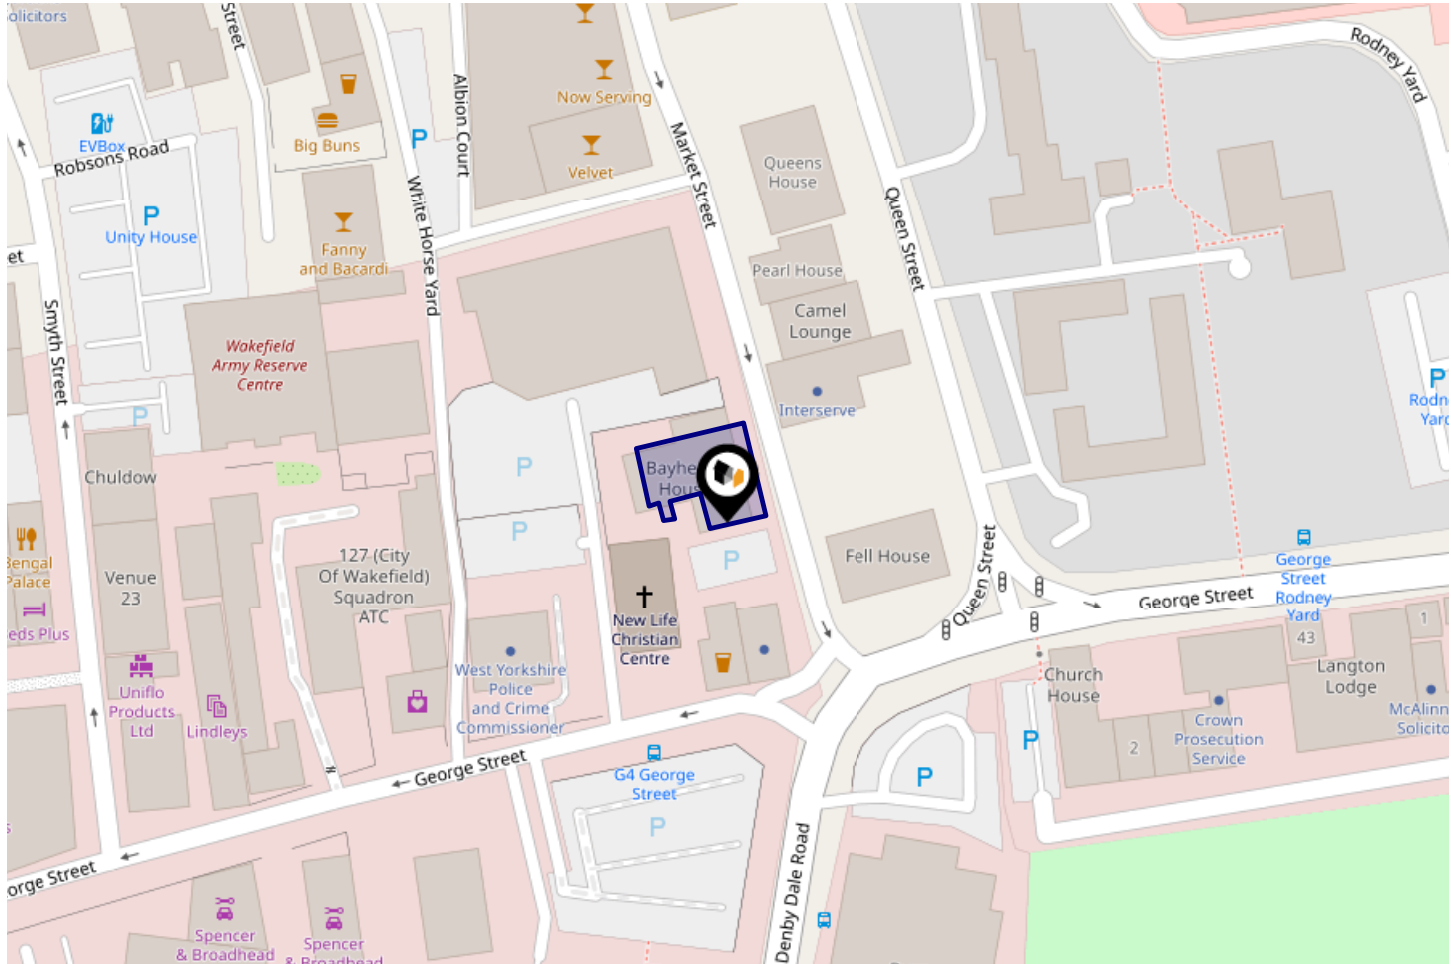 olicitors
Street
Now Serving
Rodney Yard
EVBox
Robsons Road
Big Buns
Albion Court
Velvet
Market Street
Queens
House
White Horse Yard
Queen Street
Unity House
Fanny
and Bacardi
et
Pearl House
Camel
Lounge
Smyth Street
Wakefield
Army Reserve
Centre
Interserve
Rodn
Yard
Chuldow
Bayhe
Hous
Bengal
Palace
Venue
23
127 (City
Of Wakefield)
Squadron
ATC
Fell House
Queen Street
George
Street
Rodney
Yard
George Street
eds Plus
New Life
Christian
Centre
43
1
Langton
Lodge
Church
House
West Yorkshire
Police
and Crime
Commissioner
Uniflo
Products
Ltd
Lindleys
McAlinn
Solicito
Crown
Prosecution
Service
2
George Street
G4 George
Street
orge Street
Denby Dale Road
Spencer
& Broadhead
Spencer
& Broadhead